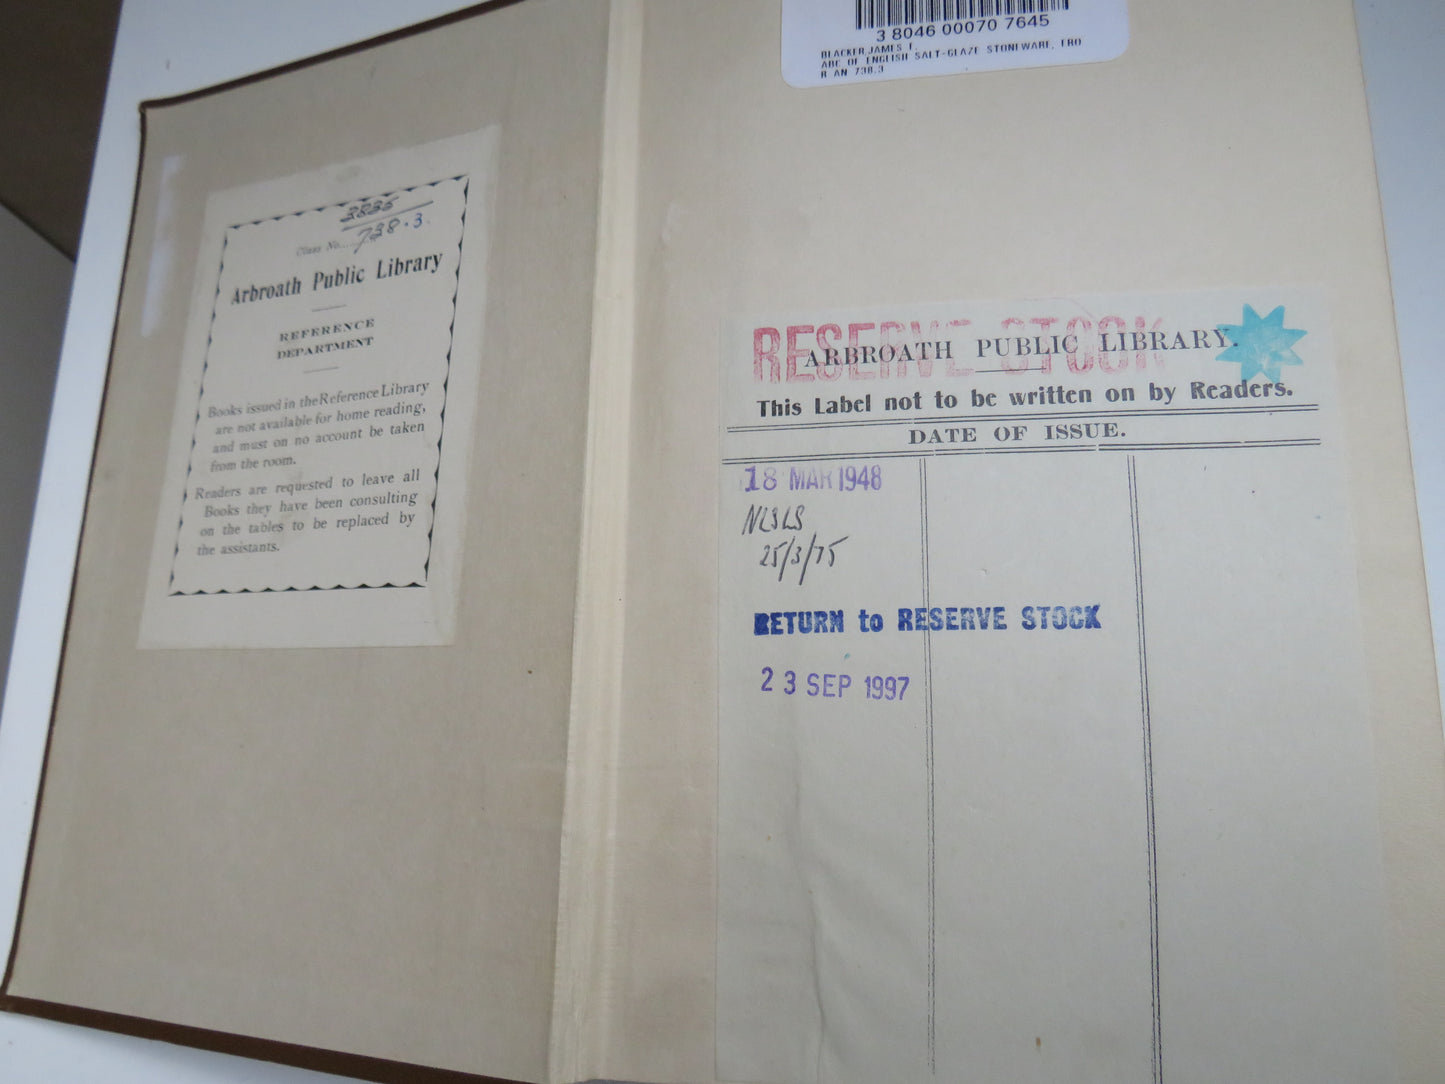 3835
738.3
Class No.....
Arbroath Public Library
REFERENCE
DEPARTMENT
Books issued in the Reference Library
are not available for home reading,
and must on no account be taken
from the room.
Readers are requested to leave all
Books they have been consulting
on the tables to be replaced by
the assistants.
3 8046 00070 7645
BLACKER,JAMES F.
ABC OF ENGLISH SALT-GLAZE STONEWARE, FRO
R AN 738.3
RESERVE STOCK
ARBROATH PUBLIC LIBRARY.
This Label not to be written on by Readers.
DATE OF ISSUE.
18 MAR 1948
NLSLS
25/3/75
RETURN to RESERVE STOCK
23 SEP 1997